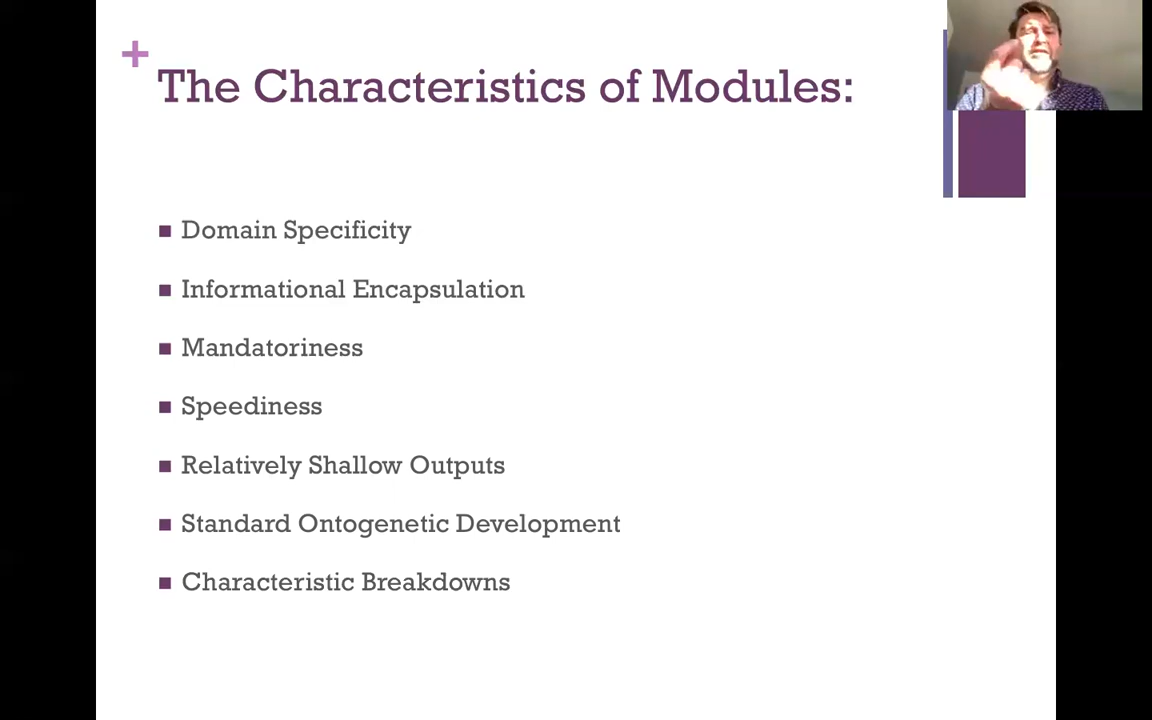 +
The Characteristics of Modules:
Domain Specificity
Informational Encapsulation
Mandatoriness
Speediness
Relatively Shallow Outputs
Standard Ontogenetic Development
Characteristic Breakdowns